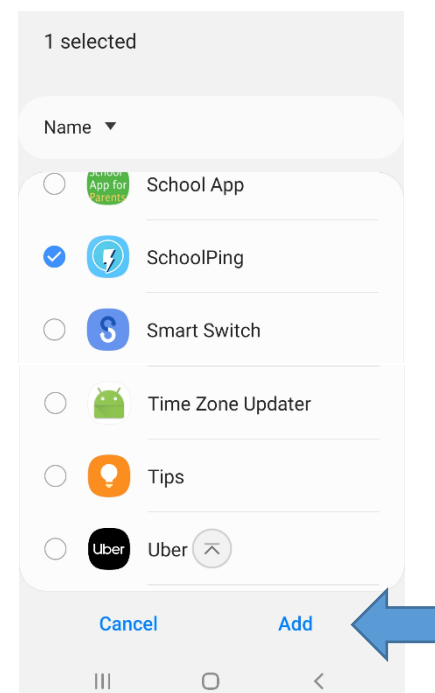 1 selected
Name
School
App for
Parents
School App
SchoolPing
Smart Switch
Time Zone Updater
Tips
Uber
Uber
Cancel
Add